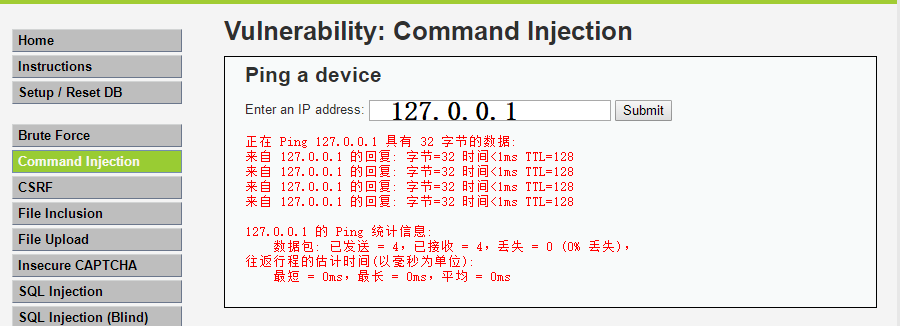 Vulnerability: Command Injection
Home
Instructions
Setup / Reset DB
Brute Force
Command Injection
CSRF
File Inclusion
File Upload
Insecure CAPTCHA
SQL Injection
SQL Injection (Blind)
Ping a device
Enter an IP address: 127.0.0.1 Submit
正在 Ping 127.0.0.1 具有 32 字节的数据:
来自 127.0.0.1 的回复: 字节=32 时间<1ms TTL=128
来自 127.0.0.1 的回复: 字节=32 时间<1ms TTL=128
来自 127.0.0.1 的回复: 字节=32 时间<1ms TTL=128
来自 127.0.0.1 的回复: 字节=32 时间<1ms TTL=128
127.0.0.1 的 Ping 统计信息:
数据包: 已发送 = 4，已接收 = 4，丢失 = 0 (0% 丢失)，
往返行程的估计时间(以毫秒为单位):
最短 = 0ms，最长 = 0ms，平均 = 0ms